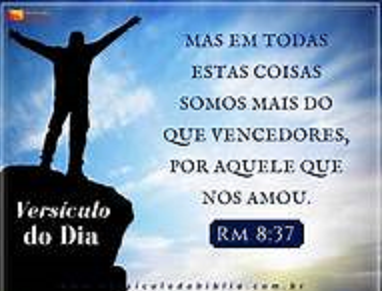 MAS EM TODAS
ESTAS COISAS
SOMOS MAIS DO
QUE VENCEDORES,
POR AQUELE QUE
NOS AMOU.
RM 8:37
Versículo
do Dia